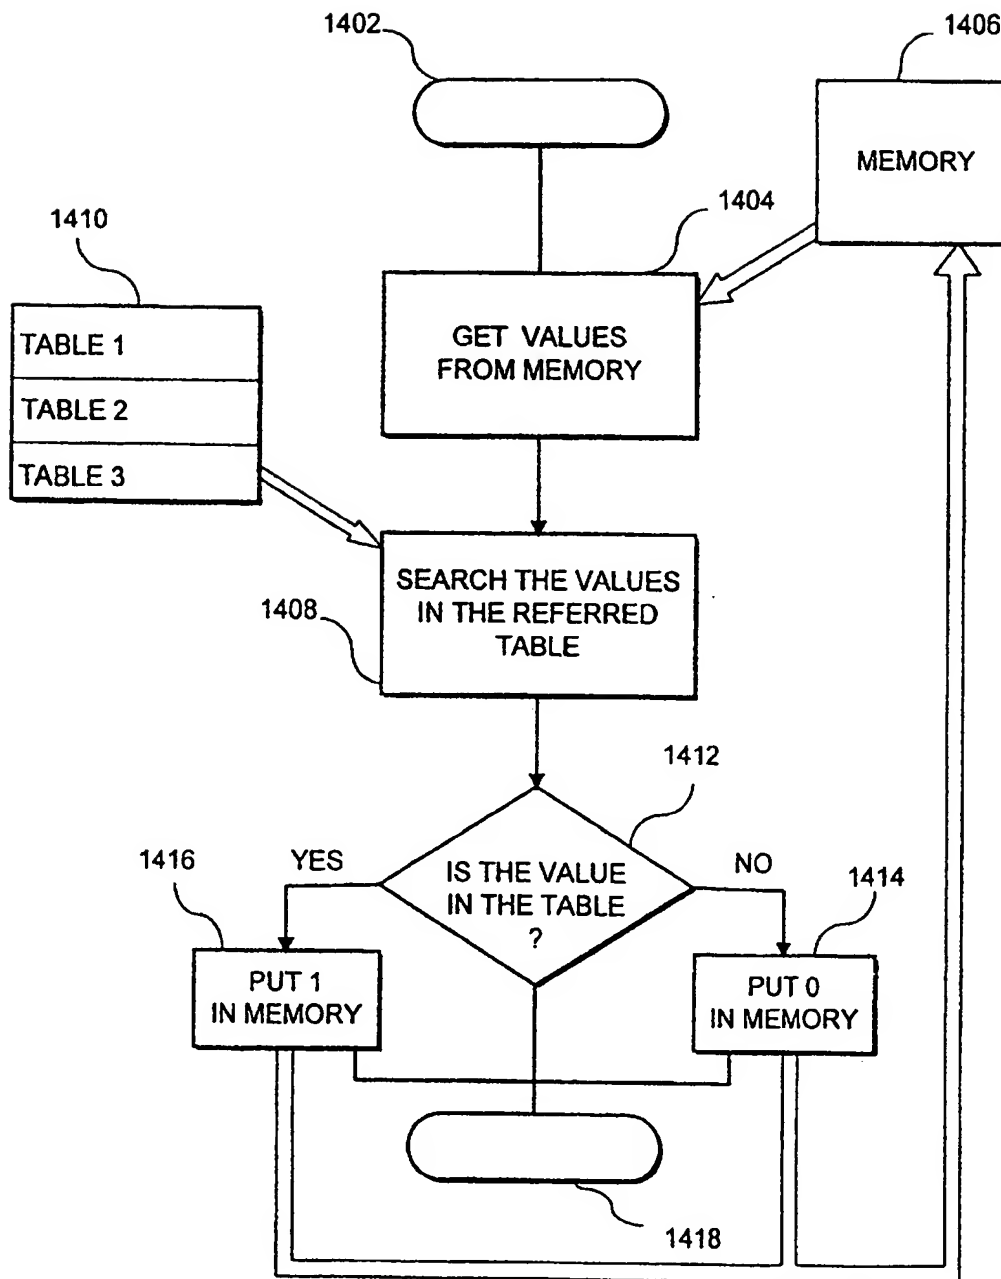 1402
1406
MEMORY
1404
1410
GET VALUES
FROM MEMORY
TABLE 1
TABLE 2
TABLE 3
SEARCH THE VALUES
IN THE REFERRED
TABLE
1408
1412
YES
IS THE VALUE
IN THE TABLE
?
NO
1416
1414
PUT 1
IN MEMORY
PUT 0
IN MEMORY
1418